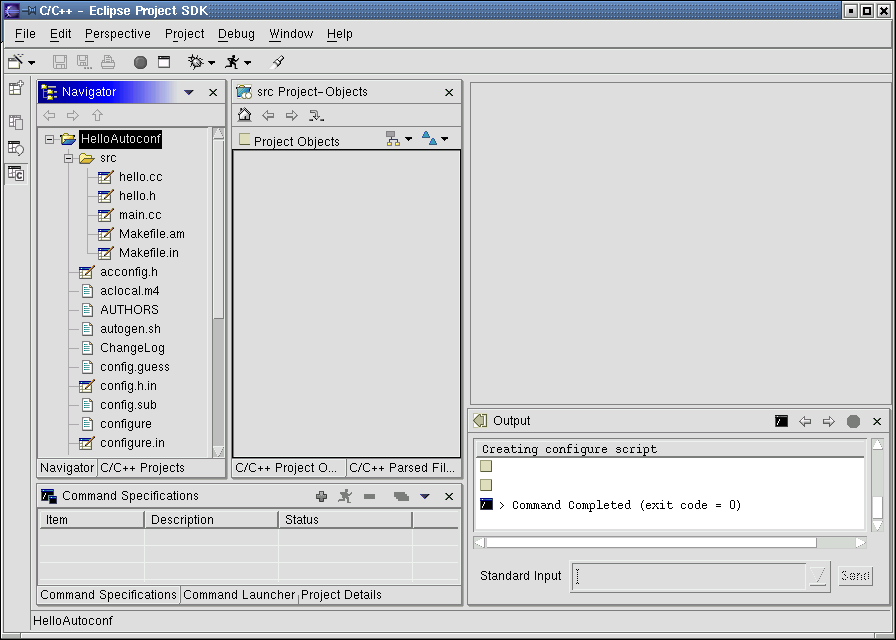 C/C++ - Eclipse Project SDK
File Edit Perspective Project Debug Window Help
Navigator
HelloAutoconf
src
hello.cc
hello.h
main.cc
Makefile.am
Makefile.in
acconfig.h
aclocal.m4
AUTHORS
autogen.sh
ChangeLog
config.guess
config.h.in
config.sub
configure
configure.in
Navigator C/C++ Projects
src Project-Objects
Project Objects
C/C++ Project O... C/C++ Parsed Fil...
Command Specifications
Item Description Status
Command Specifications Command Launcher Project Details
Output
Creating configure script
> Command Completed (exit code = 0)
Standard Input Send
HelloAutoconf